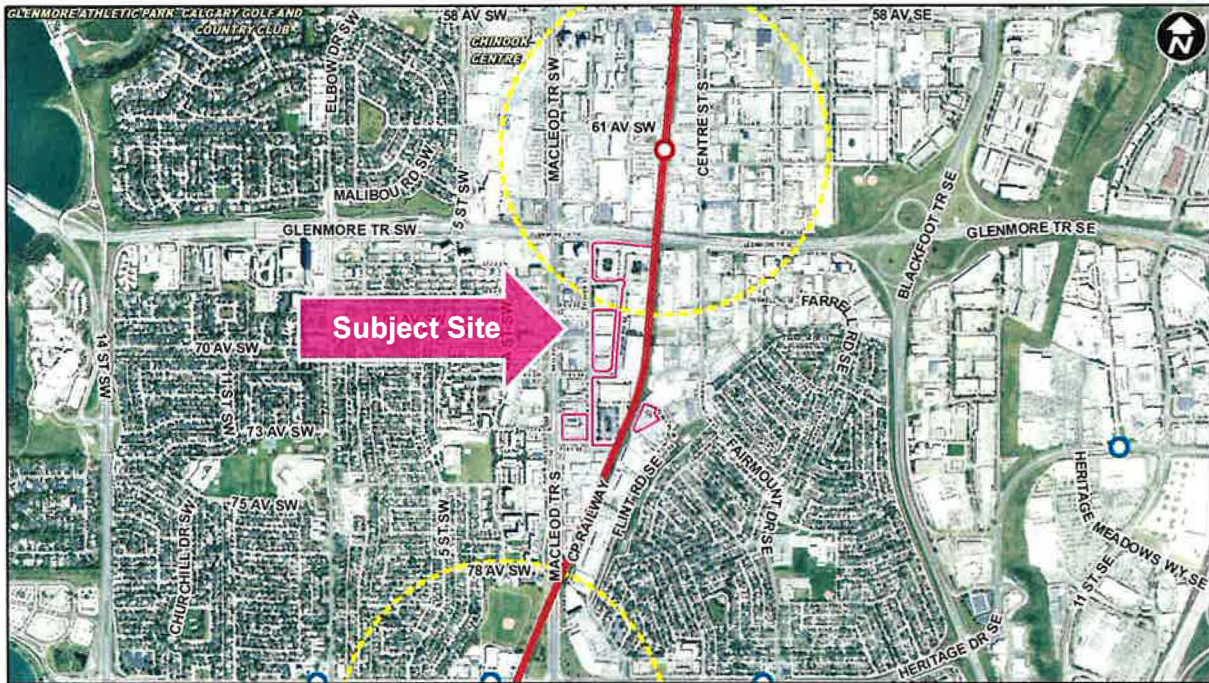 GLENMORE ATHLETIC PARK CALGARY GOLF AND
COUNTRY CLUB
58 AV SW
58 AV SE
N
CHINOOK
CENTRE
ELBOW DR SW
MACLEOD TR SW
CENTRE ST S
61 AV SW
5 ST SW
MALIBOU RD SW
BLACKFOOT TR SE
GLENMORE TR SW
GLENMORE TR SE
Subject Site
FARRELL RD SE
14 ST SW
70 AV SW
73 AV SW
FAIRMOUNT DR SE
FLINT RD SE
75 AV SW
5 ST SW
MACLEOD TR S
CP RAILWAY
CHURCHILL DR SW
78 AV SW
HERITAGE MEADOWS WY SE
11 ST SE
HERITAGE DR SE